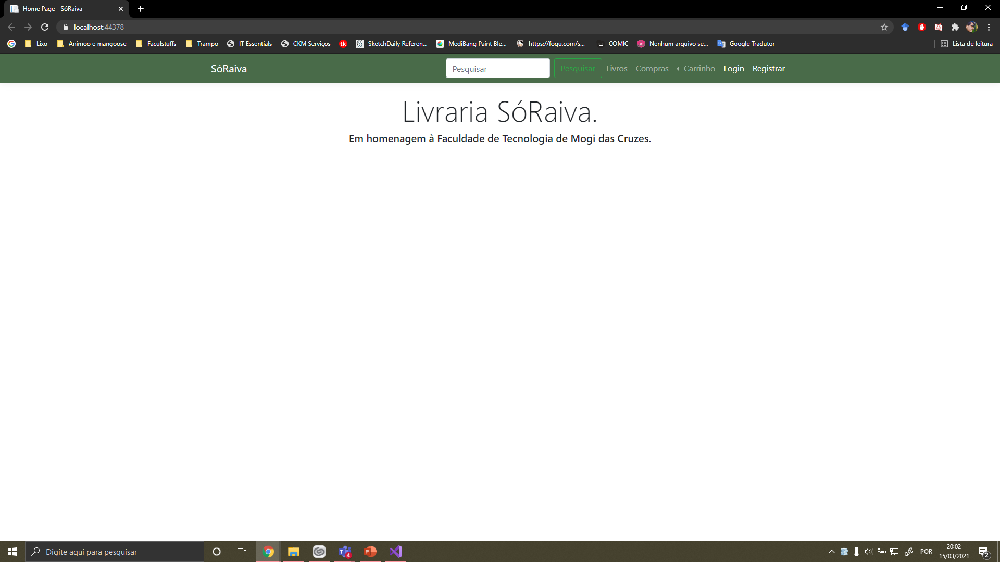 Home Page - SóRaiva
localhost:44378
Lixo Animoo e mangoose Faculstuffs Trampo IT Essentials CKM Serviços tk SketchDaily Referen... MediBang Paint Ble... https://fogu.com/s... COMIC Nenhum arquivo se... Google Tradutor Lista de leitura
SóRaiva Pesquisar Pesquisar Livros Compras Carrinho Login Registrar
Livraria SóRaiva.
Em homenagem à Faculdade de Tecnologia de Mogi das Cruzes.
Digite aqui para pesquisar 4 POR 20:02 2
15/03/2021